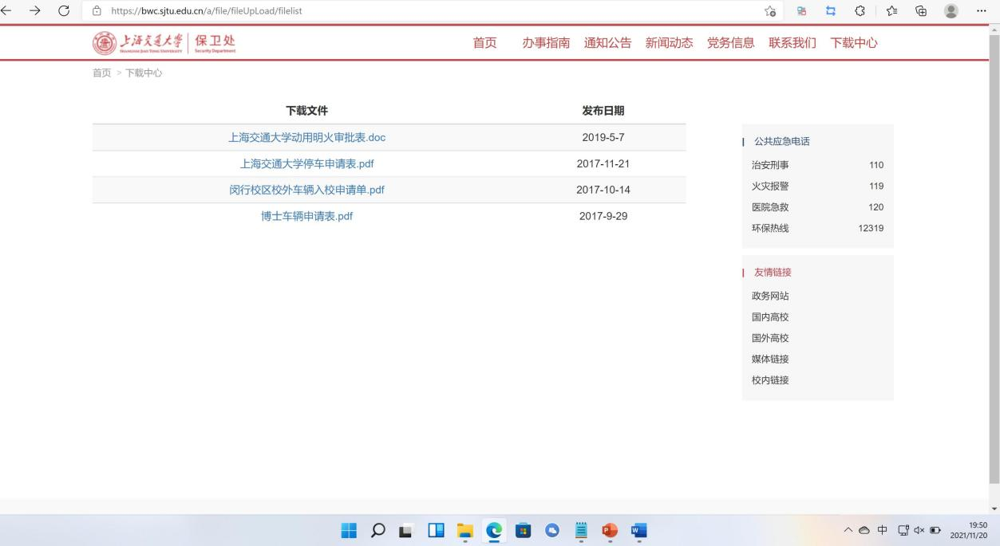 https://bwc.sjtu.edu.cn/a/file/fileUpLoad/filelist
上海交通大学 保卫处
SHANGHAI JIAO TONG UNIVERSITY Security Department
首页 办事指南 通知公告 新闻动态 党务信息 联系我们 下载中心
首页 > 下载中心
下载文件 发布日期
上海交通大学动用明火审批表.doc 2019-5-7
上海交通大学停车申请表.pdf 2017-11-21
闵行校区校外车辆入校申请单.pdf 2017-10-14
博士车辆申请表.pdf 2017-9-29
公共应急电话
治安刑事 110
火灾报警 119
医院急救 120
环保热线 12319
友情链接
政务网站
国内高校
国外高校
媒体链接
校内链接
中
19:50
2021/11/20